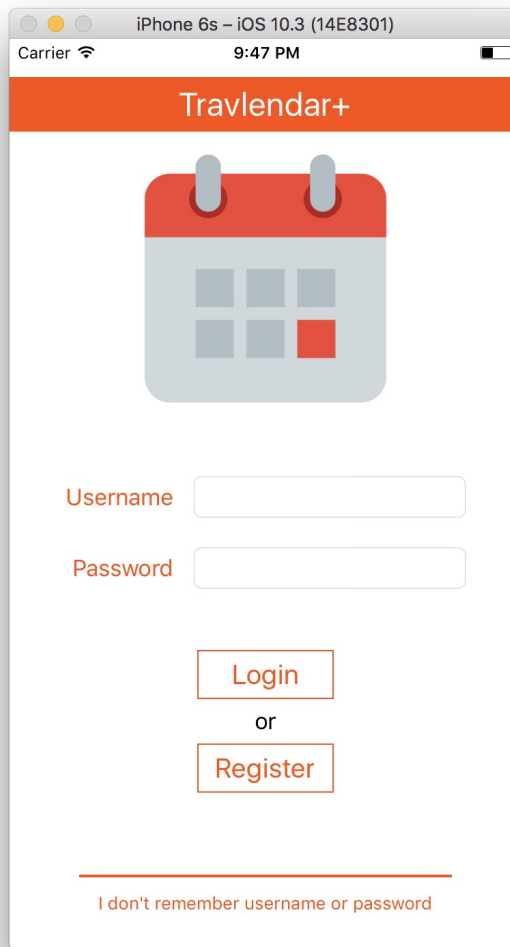 iPhone 6s – iOS 10.3 (14E8301)
Carrier 9:47 PM
Travlendar+
Username
Password
Login
or
Register
I don't remember username or password